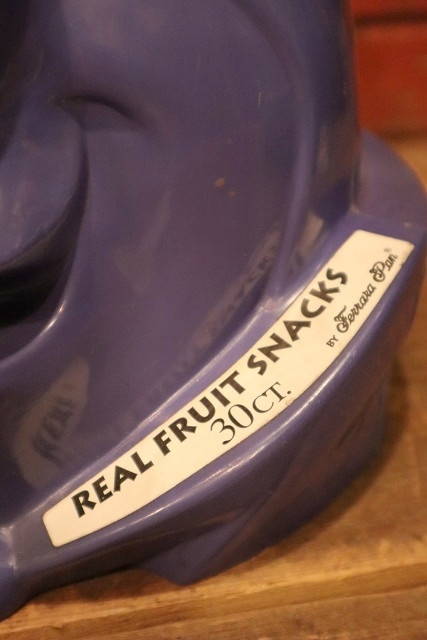 REAL FRUIT SNACKS
30CT.
BY Ferrara Pan®